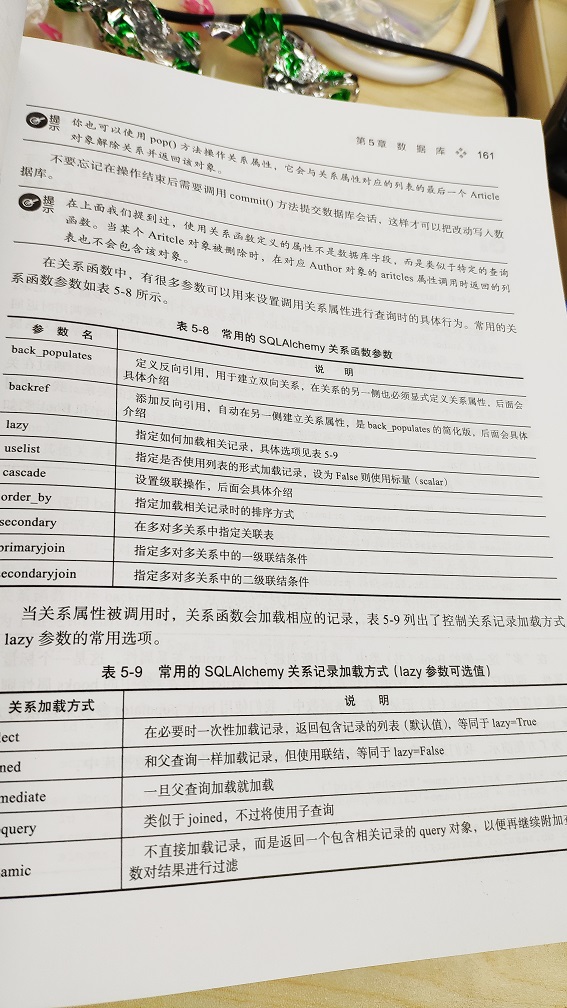 第5章 数 据 库 161
提示 你也可以使用 pop() 方法操作关系属性，它会与关系属性对应的列表的最后一个 Article
对象解除关系并返回该对象。
不要忘记在操作结束后需要调用 commit() 方法提交数据库会话，这样才可以把改动写入数
据库。
提示 在上面我们提到过，使用关系函数定义的属性不是数据库字段，而是类似于特定的查询
函数。当某个 Aritcle 对象被删除时，在对应 Author 对象的 aritcles 属性调用时返回的列
表也不会包含该对象。
在关系函数中，有很多参数可以用来设置调用关系属性进行查询时的具体行为。常用的关
系函数参数如表 5-8 所示。
表 5-8 常用的 SQLAlchemy 关系函数参数
参 数 名 说 明
back_populates 定义反向引用，用于建立双向关系，在关系的另一侧也必须显式定义关系属性，后面会
具体介绍
backref 添加反向引用，自动在另一侧建立关系属性，是 back_populates 的简化版，后面会具体
介绍
lazy 指定如何加载相关记录，具体选项见表 5-9
uselist 指定是否使用列表的形式加载记录，设为 False 则使用标量（scalar）
cascade 设置级联操作，后面会具体介绍
order_by 指定加载相关记录时的排序方式
secondary 在多对多关系中指定关联表
primaryjoin 指定多对多关系中的一级联结条件
econdaryjoin 指定多对多关系中的二级联结条件
当关系属性被调用时，关系函数会加载相应的记录，表 5-9 列出了控制关系记录加载方式
lazy 参数的常用选项。
表 5-9 常用的 SQLAlchemy 关系记录加载方式（lazy 参数可选值）
关系加载方式 说 明
lect 在必要时一次性加载记录，返回包含记录的列表（默认值），等同于 lazy=True
ned 和父查询一样加载记录，但使用联结，等同于 lazy=False
mediate 一旦父查询加载就加载
query 类似于 joined，不过将使用子查询
amic 不直接加载记录，而是返回一个包含相关记录的 query 对象，以便再继续附加
数对结果进行过滤